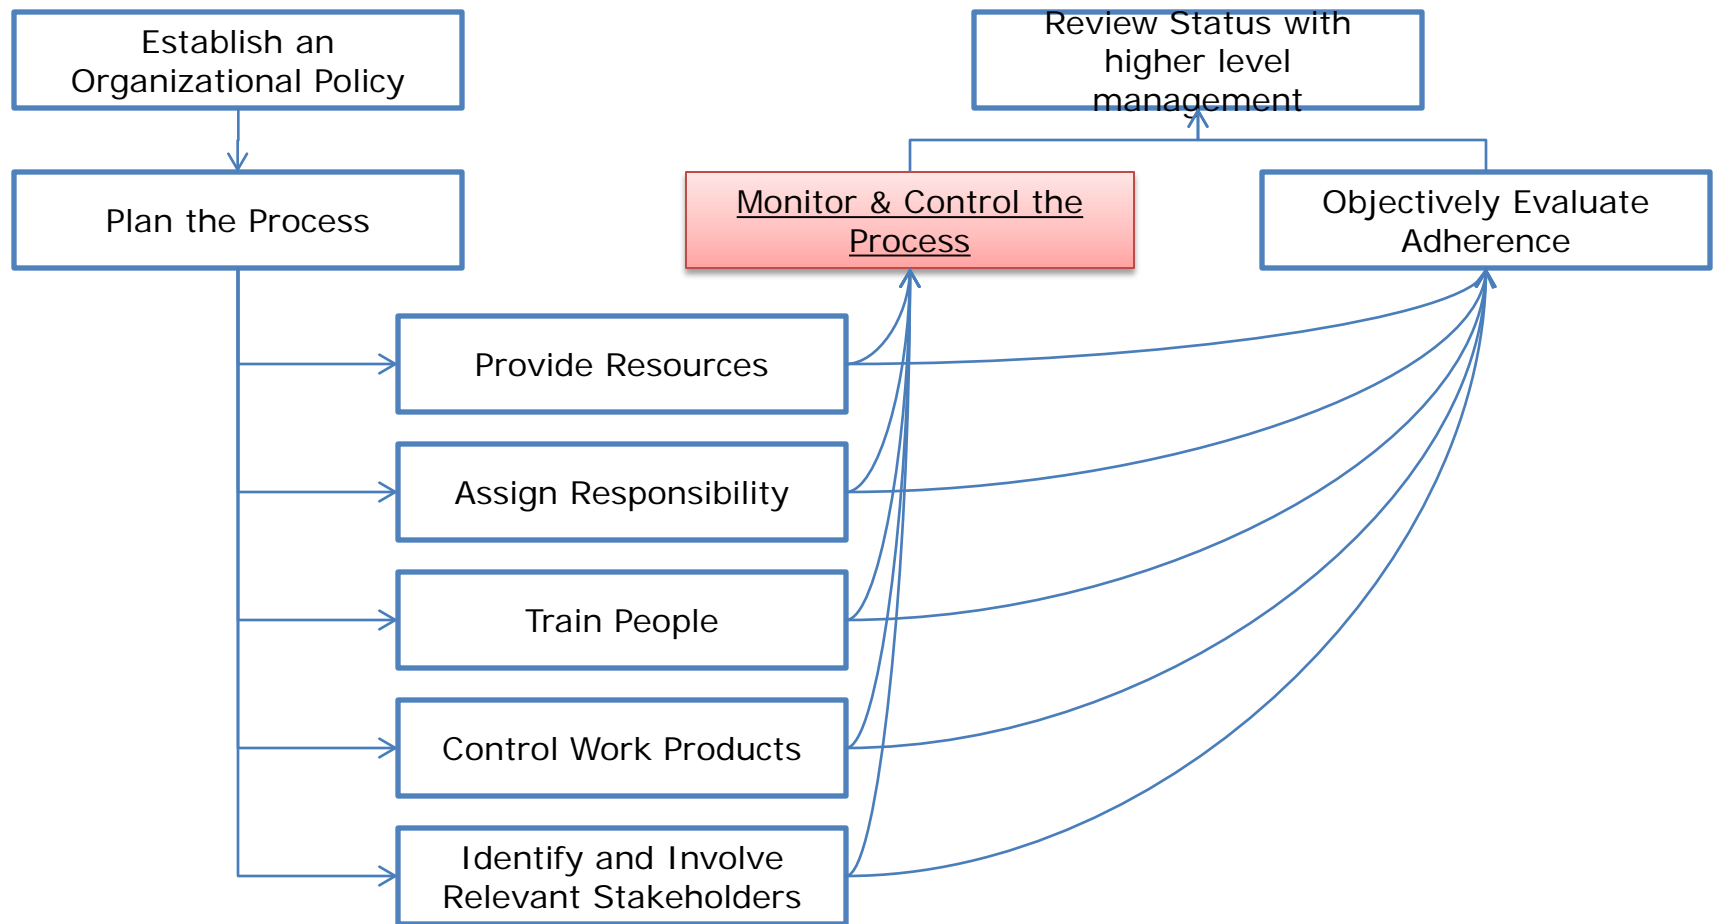 Establish an
Organizational Policy
Review Status with
higher level
management
Plan the Process
Monitor & Control the
Process
Objectively Evaluate
Adherence
Provide Resources
Assign Responsibility
Train People
Control Work Products
Identify and Involve
Relevant Stakeholders